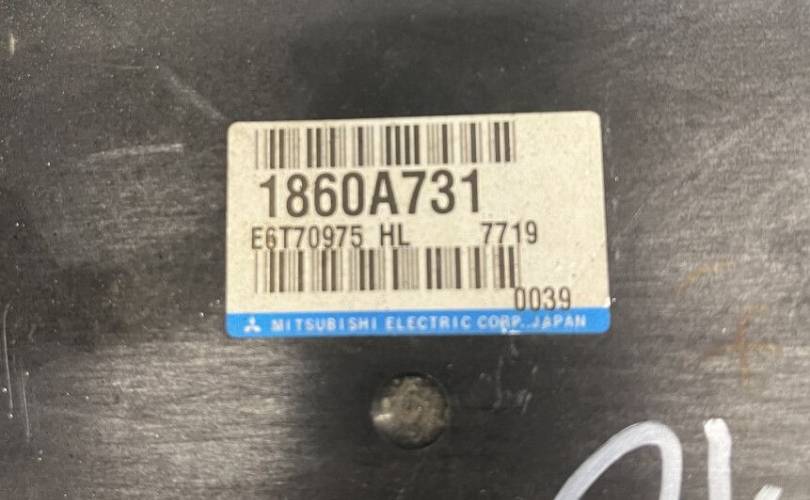 1860A731
E6T70975 HL 7719
0039
MITSUBISHI ELECTRIC CORP. JAPAN